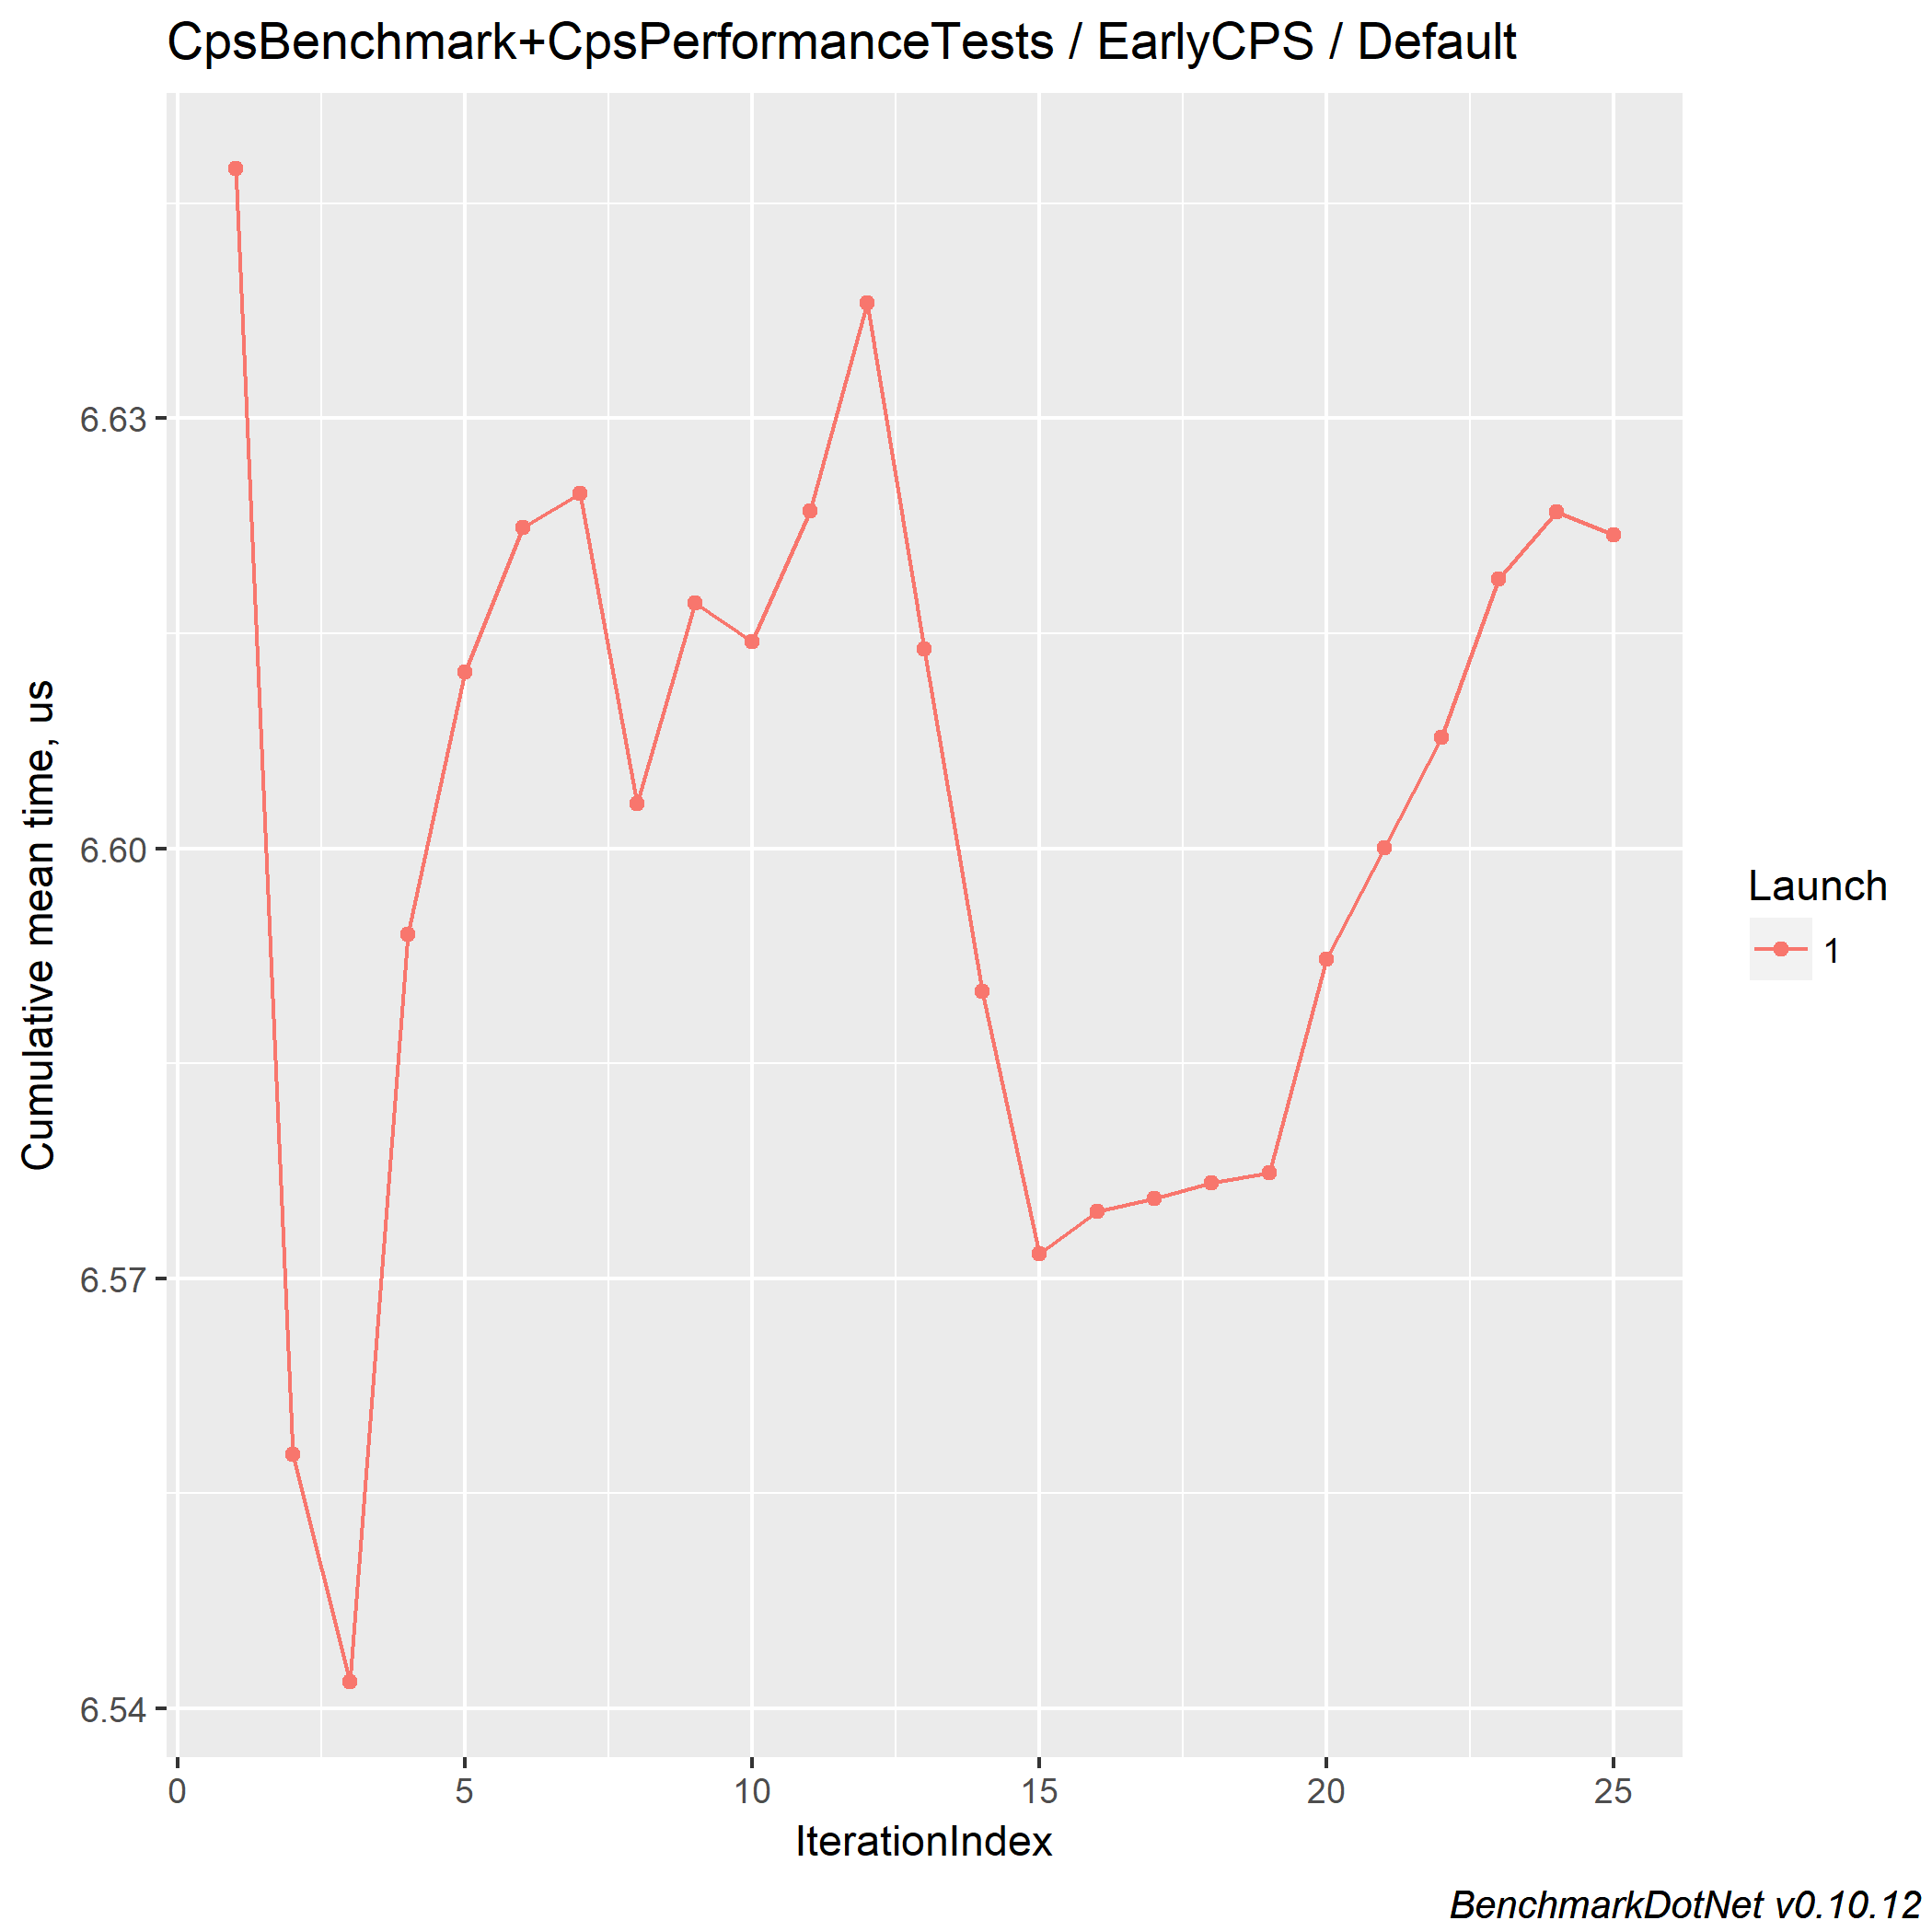 CpsBenchmark+CpsPerformanceTests / EarlyCPS / Default
Cumulative mean time, us
6.63
6.60
6.57
6.54
0 5 10 15 20 25
IterationIndex
Launch
1
BenchmarkDotNet v0.10.12